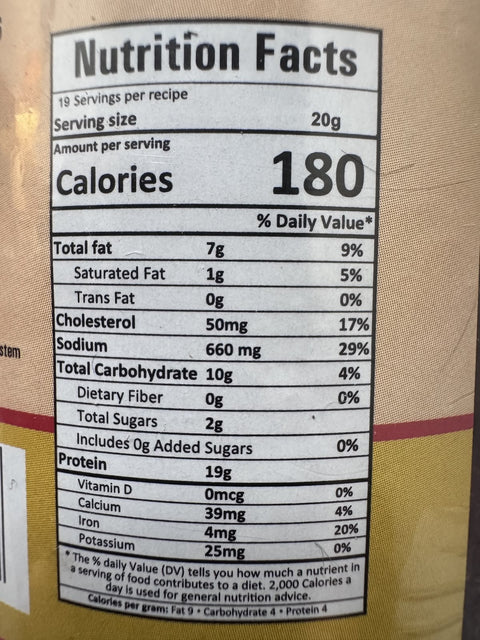 Nutrition Facts
19 Servings per recipe
Serving size 20g
Amount per serving
Calories 180
% Daily Value*
Total fat 7g 9%
Saturated Fat 1g 5%
Trans Fat 0g 0%
Cholesterol 50mg 17%
Sodium 660 mg 29%
stem
Total Carbohydrate 10g 4%
Dietary Fiber 0g 0%
Total Sugars 2g
Includes 0g Added Sugars 0%
Protein 19g
Vitamin D 0mcg 0%
Calcium 39mg 4%
Iron 4mg 20%
Potassium 25mg 0%
* The % daily Value (DV) tells you how much a nutrient in
a serving of food contributes to a diet. 2,000 Calories a
day is used for general nutrition advice.
Calories per gram: Fat 9 • Carbohydrate 4 • Protein 4